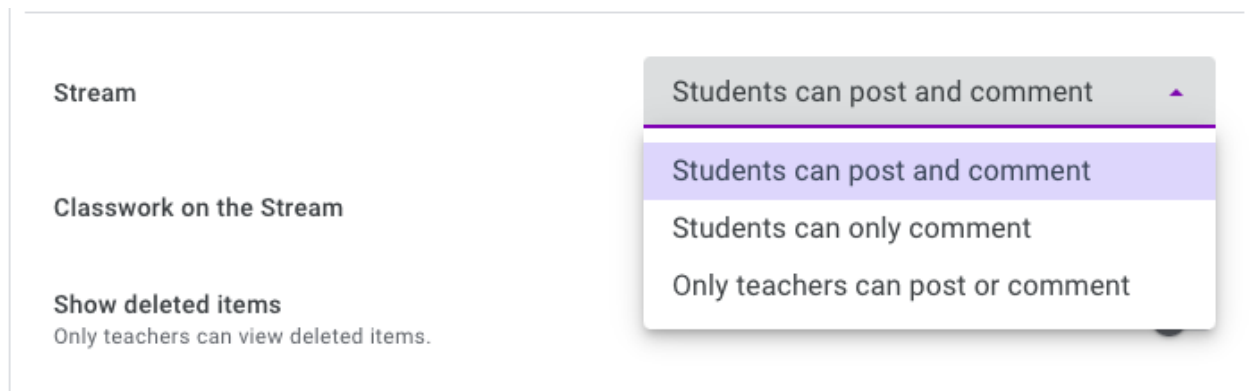 Stream
Students can post and comment
Students can post and comment
Classwork on the Stream
Students can only comment
Only teachers can post or comment
Show deleted items
Only teachers can view deleted items.